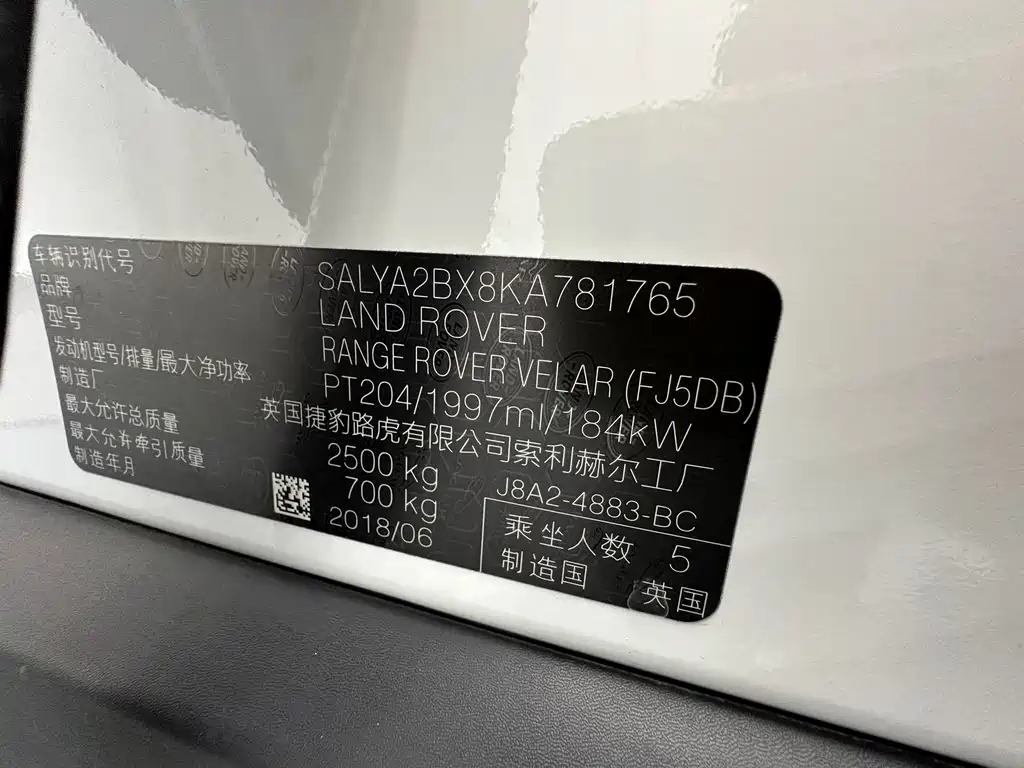 车辆识别代号 SALYA2BX8KA781765
品牌 LAND ROVER
型号 RANGE ROVER VELAR (FJ5DB)
发动机型号/排量/最大净功率 PT204/1997ml/184kW
制造厂 英国捷豹路虎有限公司索利赫尔工厂
最大允许总质量 2500 kg
最大允许牵引质量 700 kg
制造年月 2018/06
J8A2-4883-BC
乘坐人数 5
制造国 英国